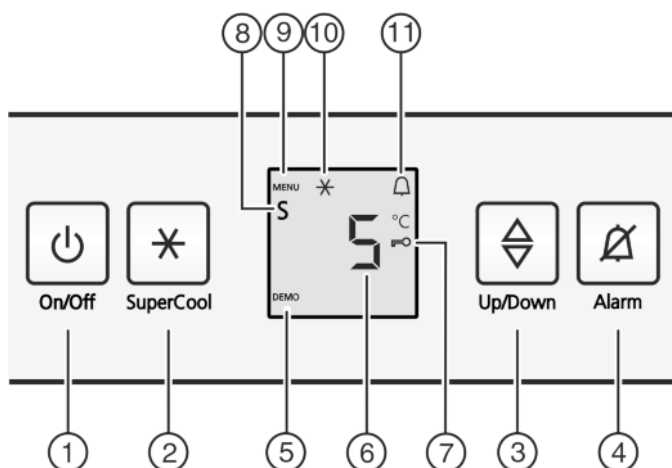 8 9 10 11
MENU
S
5 °C
DEMO
On/Off SuperCool Up/Down Alarm
1 2 5 6 7 3 4